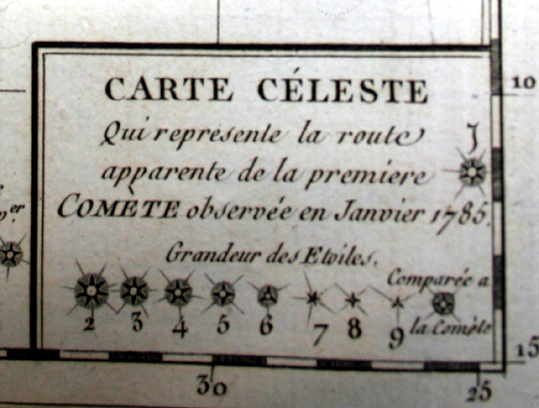 CARTE CÉLESTE
Qui représente la route
apparente de la premiere
COMÈTE observée en Janvier 1785.
Grandeur des Etoiles.
Comparée a
la Comète
2 3 4 5 6 7 8 9
er
10
15
30
25